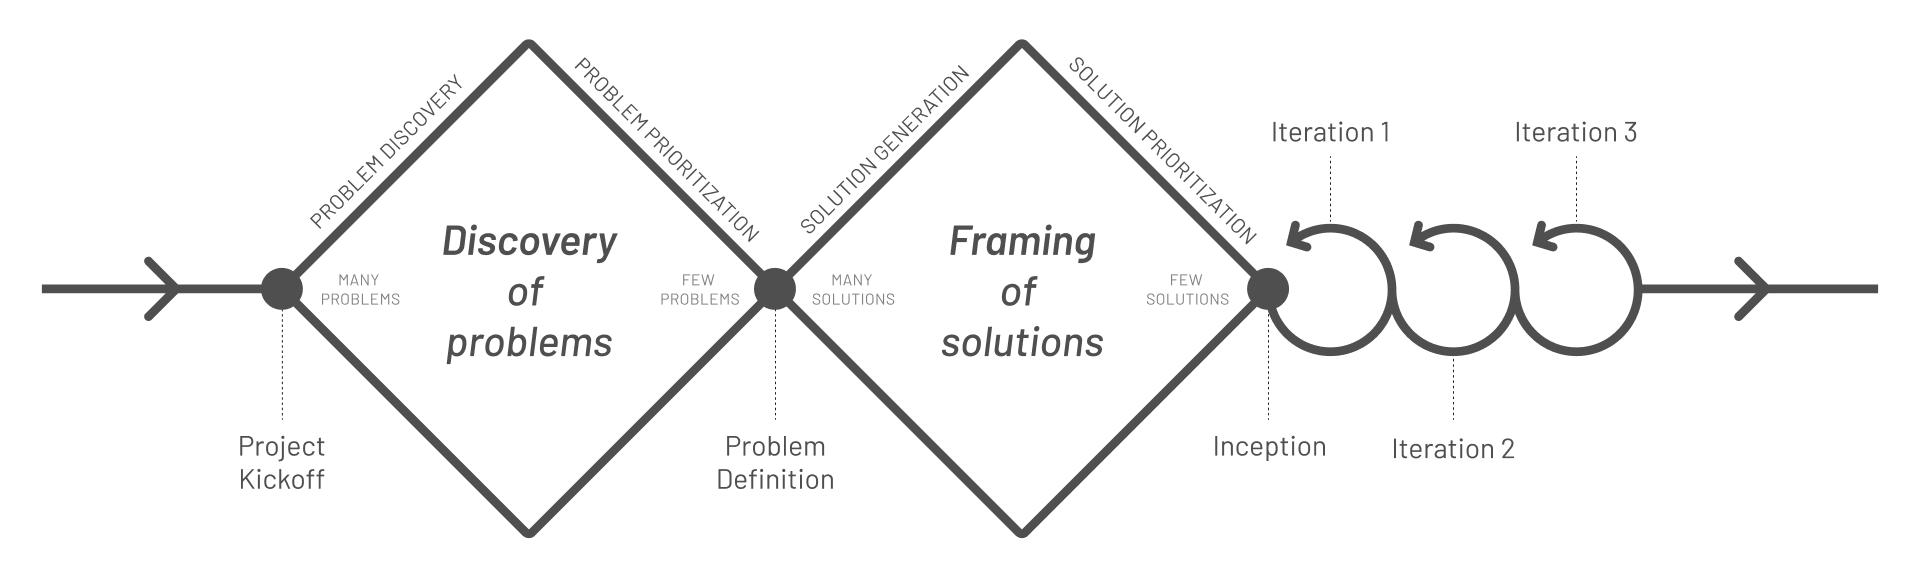 PROBLEM DISCOVERY
PROBLEM PRIORITIZATION
SOLUTION GENERATION
SOLUTION PRIORITIZATION
Iteration 1
Iteration 3
Discovery
of
problems
MANY
PROBLEMS
FEW
PROBLEMS
Framing
of
solutions
MANY
SOLUTIONS
FEW
SOLUTIONS
Project
Kickoff
Problem
Definition
Inception
Iteration 2